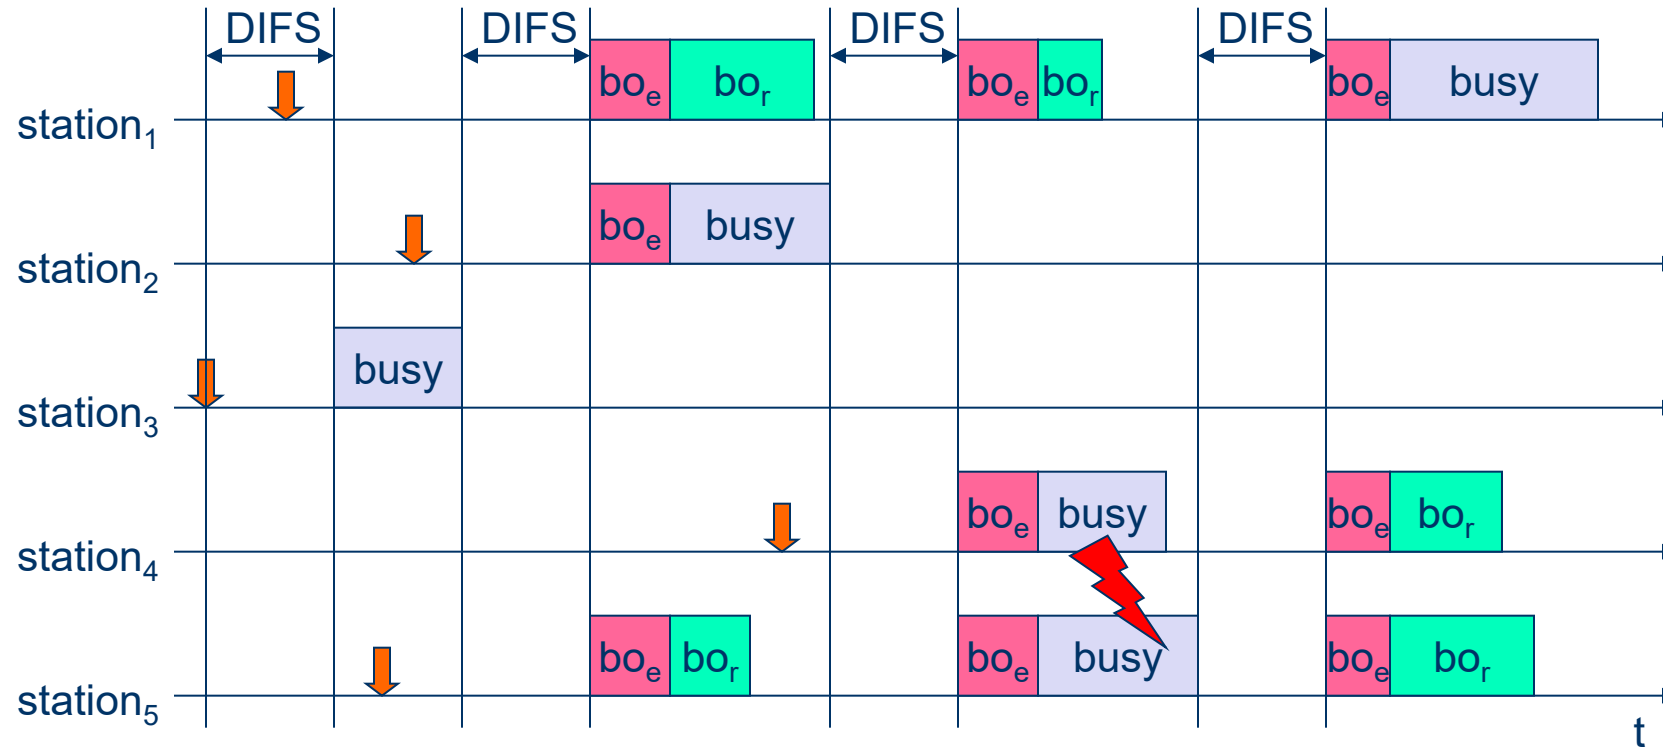 DIFS DIFS DIFS DIFS
station₁ boₑ boᵣ boₑ boᵣ boₑ busy
station₂ boₑ busy
station₃ busy
station₄ boₑ busy boₑ boᵣ
station₅ boₑ boᵣ boₑ busy boₑ boᵣ
t